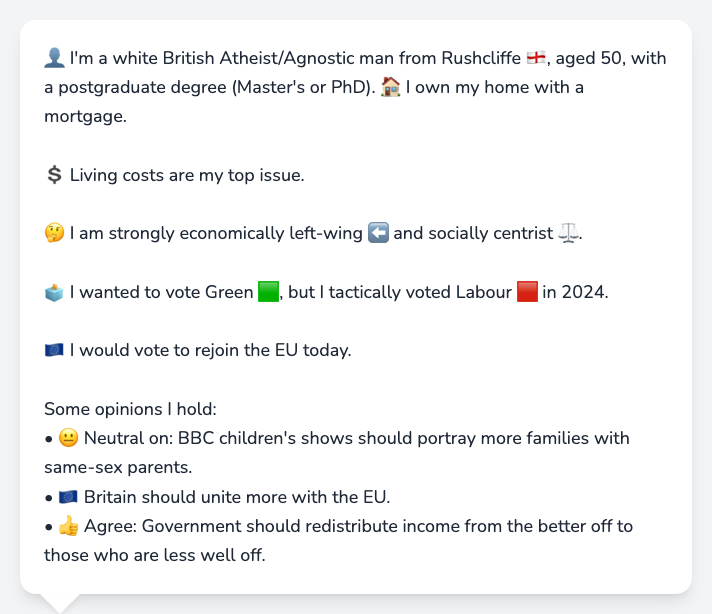 👤 I'm a white British Atheist/Agnostic man from Rushcliffe 🏴󠁧󠁢󠁥󠁮󠁧󠁿, aged 50, with
a postgraduate degree (Master's or PhD). 🏠 I own my home with a
mortgage.
💲 Living costs are my top issue.
🤔 I am strongly economically left-wing ⬅️ and socially centrist ⚖️.
🗳️ I wanted to vote Green 🟩, but I tactically voted Labour 🟥 in 2024.
🇪🇺 I would vote to rejoin the EU today.
Some opinions I hold:
• 😐 Neutral on: BBC children's shows should portray more families with
same-sex parents.
• 🇪🇺 Britain should unite more with the EU.
• 👍 Agree: Government should redistribute income from the better off to
those who are less well off.